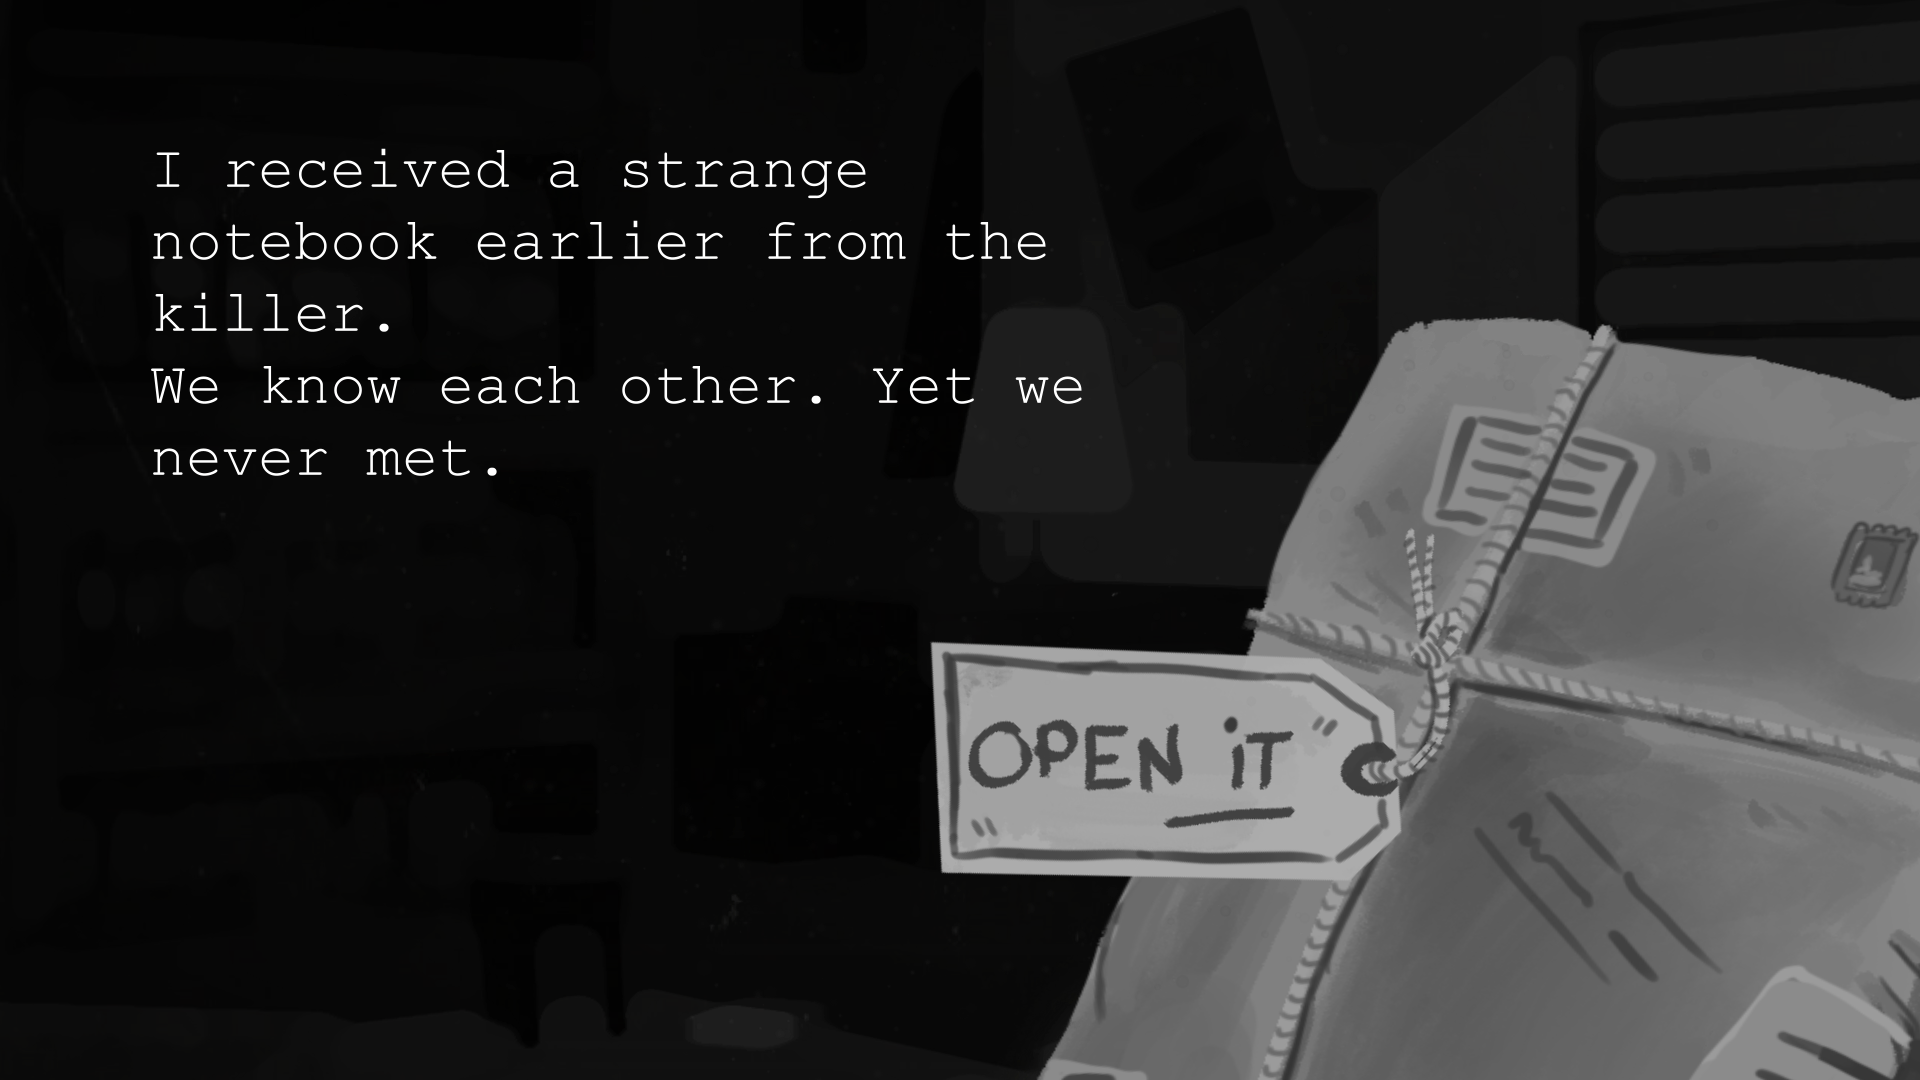 I received a strange
notebook earlier from the
killer.
We know each other. Yet we
never met.
OPEN iT